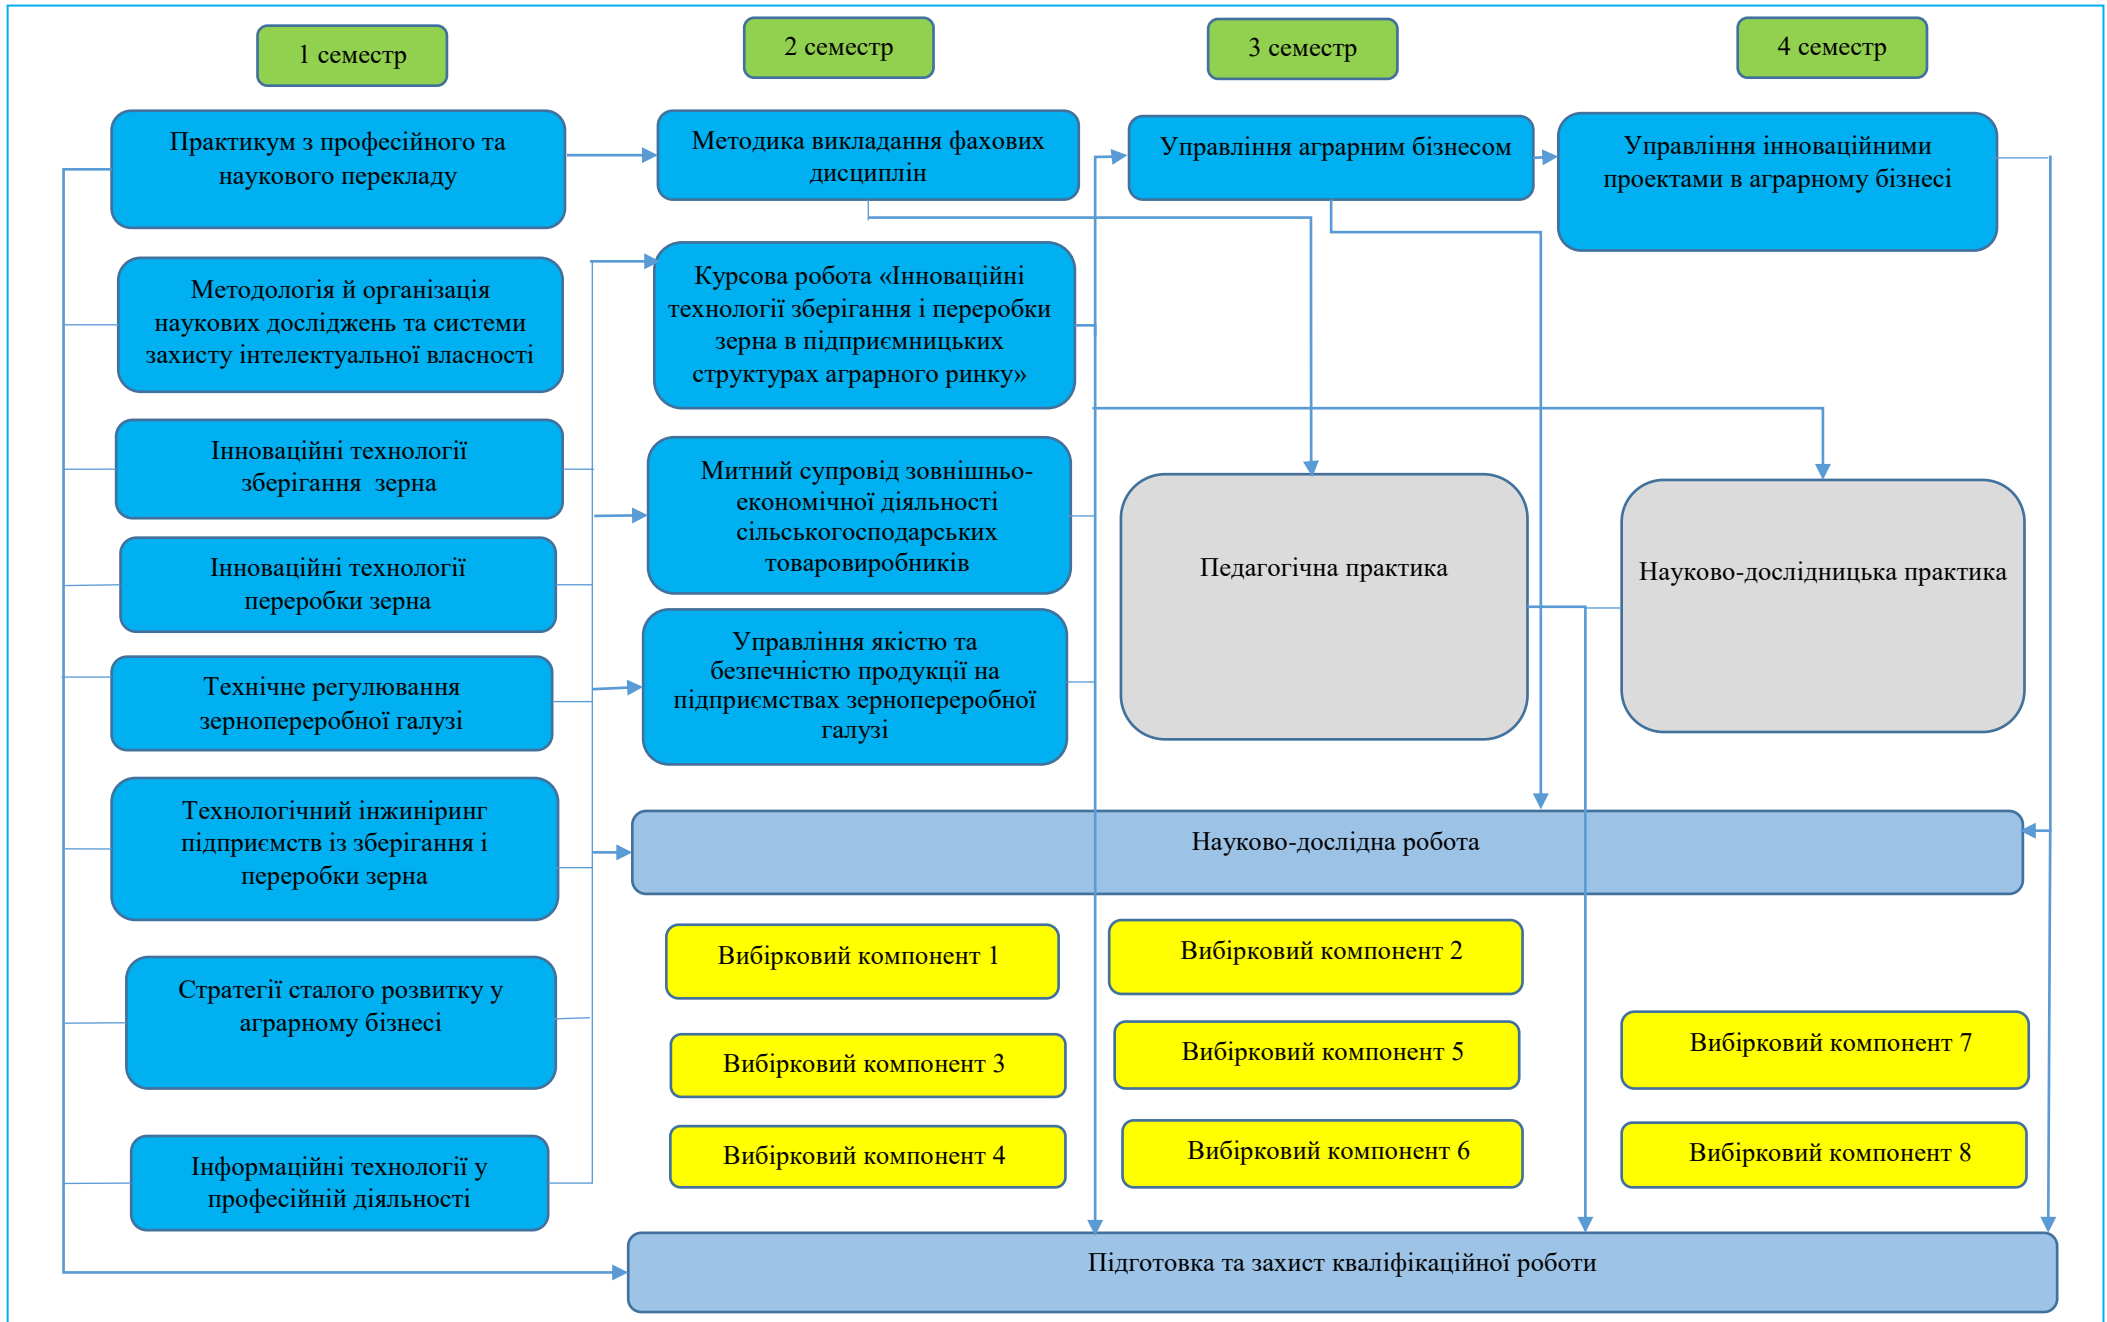 1 семестр
2 семестр
3 семестр
4 семестр
Практикум з професійного та
наукового перекладу
Методологія й організація
наукових досліджень та системи
захисту інтелектуальної власності
Інноваційні технології
зберігання зерна
Інноваційні технології
переробки зерна
Технічне регулювання
зернопереробної галузі
Технологічний інжиніринг
підприємств із зберігання і
переробки зерна
Стратегії сталого розвитку у
аграрному бізнесі
Інформаційні технології у
професійній діяльності
Методика викладання фахових
дисциплін
Курсова робота «Інноваційні
технології зберігання і переробки
зерна в підприємницьких
структурах аграрного ринку»
Митний супровід зовнішньо-
економічної діяльності
сільськогосподарських
товаровиробників
Управління якістю та
безпечністю продукції на
підприємствах зернопереробної
галузі
Управління аграрним бізнесом
Педагогічна практика
Управління інноваційними
проектами в аграрному бізнесі
Науково-дослідницька практика
Науково-дослідна робота
Вибірковий компонент 1
Вибірковий компонент 3
Вибірковий компонент 4
Вибірковий компонент 2
Вибірковий компонент 5
Вибірковий компонент 6
Вибірковий компонент 7
Вибірковий компонент 8
Підготовка та захист кваліфікаційної роботи